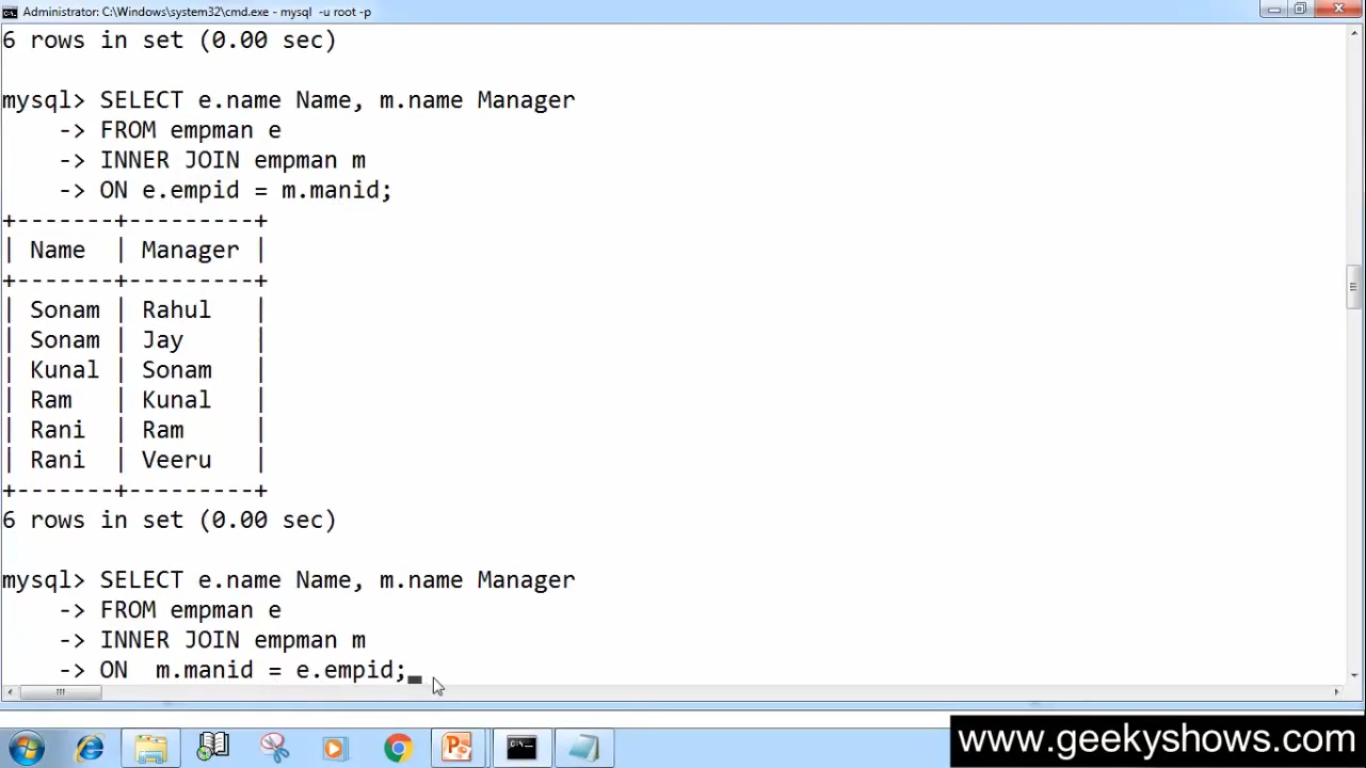 Administrator: C:\Windows\system32\cmd.exe - mysql -u root -p
6 rows in set (0.00 sec)
mysql> SELECT e.name Name, m.name Manager
-> FROM empman e
-> INNER JOIN empman m
-> ON e.empid = m.manid;
+-------+---------+
| Name | Manager |
+-------+---------+
| Sonam | Rahul |
| Sonam | Jay |
| Kunal | Sonam |
| Ram | Kunal |
| Rani | Ram |
| Rani | Veeru |
+-------+---------+
6 rows in set (0.00 sec)
mysql> SELECT e.name Name, m.name Manager
-> FROM empman e
-> INNER JOIN empman m
-> ON m.manid = e.empid;
www.geekyshows.com